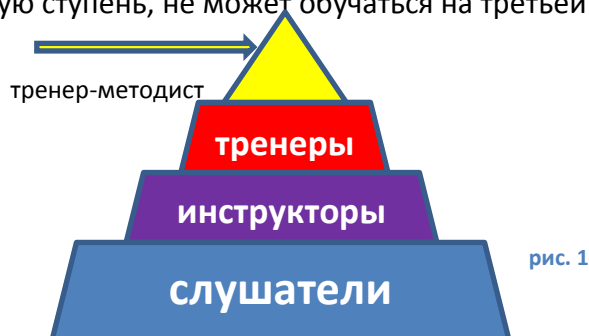 ую ступень, не может обучаться на третьей
тренер-методист
тренеры
инструкторы
рис. 1
слушатели